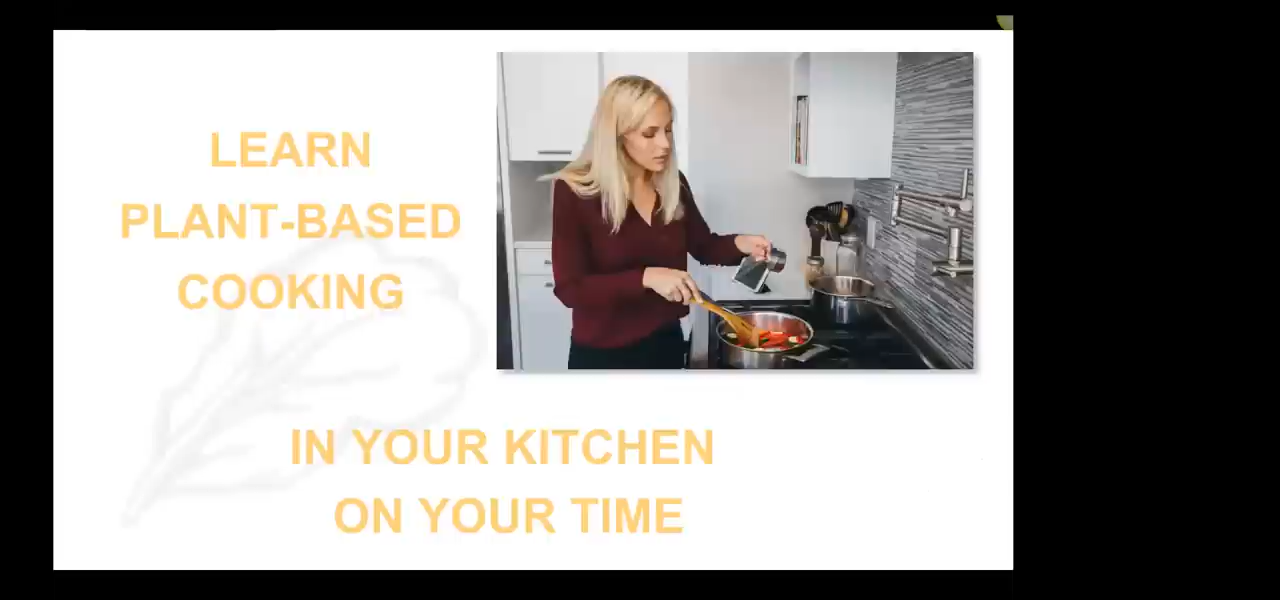 LEARN
PLANT-BASED
COOKING
IN YOUR KITCHEN
ON YOUR TIME